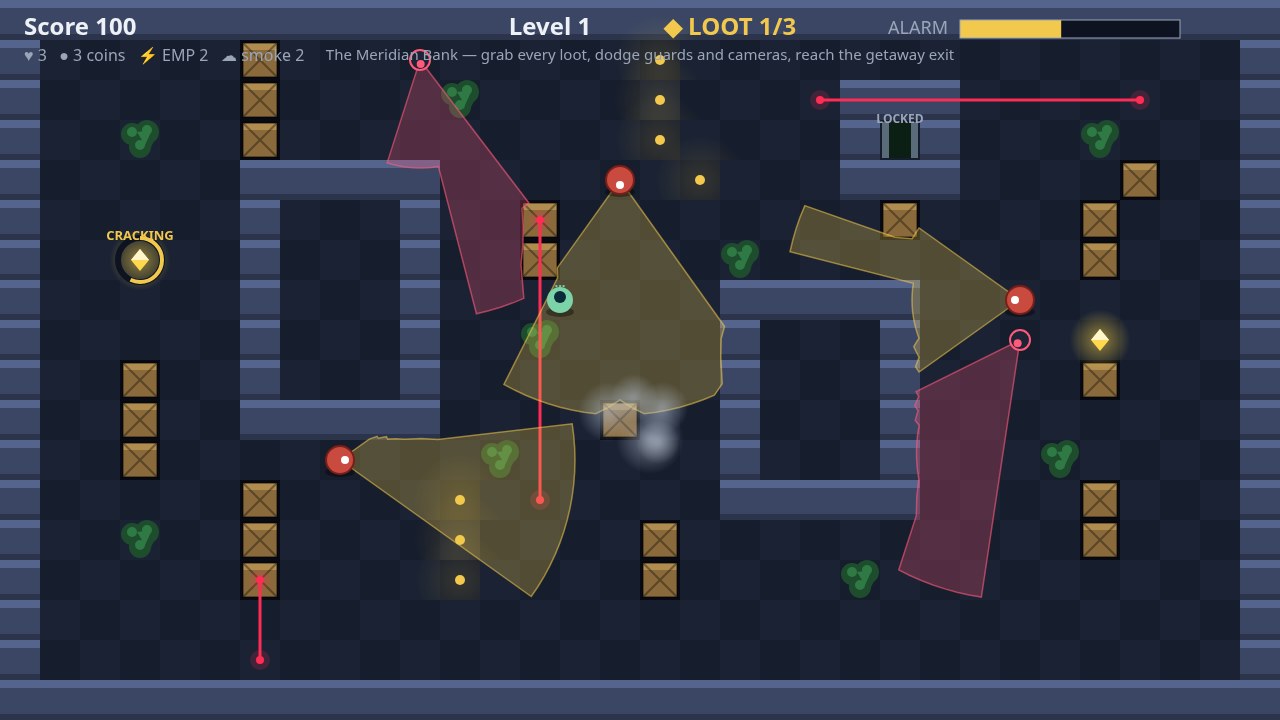 Score 100
Level 1
◆ LOOT 1/3
ALARM
♥ 3 ● 3 coins ⚡ EMP 2 ☁ smoke 2 The Meridian Bank — grab every loot, dodge guards and cameras, reach the getaway exit
LOCKED
CRACKING